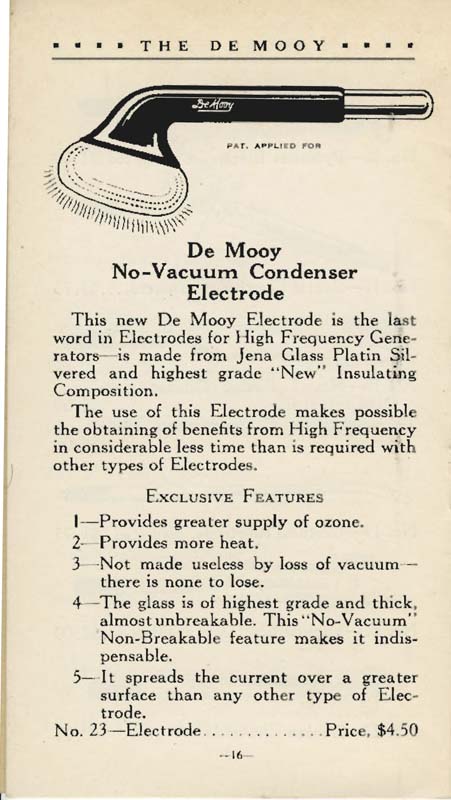 THE DE MOOY
De Mooy
PAT. APPLIED FOR
De Mooy
No-Vacuum Condenser
Electrode
This new De Mooy Electrode is the last
word in Electrodes for High Frequency Gene-
rators—is made from Jena Glass Platin Sil-
vered and highest grade "New" Insulating
Composition.
The use of this Electrode makes possible
the obtaining of benefits from High Frequency
in considerable less time than is required with
other types of Electrodes.
EXCLUSIVE FEATURES
1—Provides greater supply of ozone.
2—Provides more heat.
3—Not made useless by loss of vacuum—
there is none to lose.
4—The glass is of highest grade and thick,
almost unbreakable. This "No-Vacuum"
Non-Breakable feature makes it indis-
pensable.
5—It spreads the current over a greater
surface than any other type of Elec-
trode.
No. 23—Electrode..............Price, $4.50
—16—